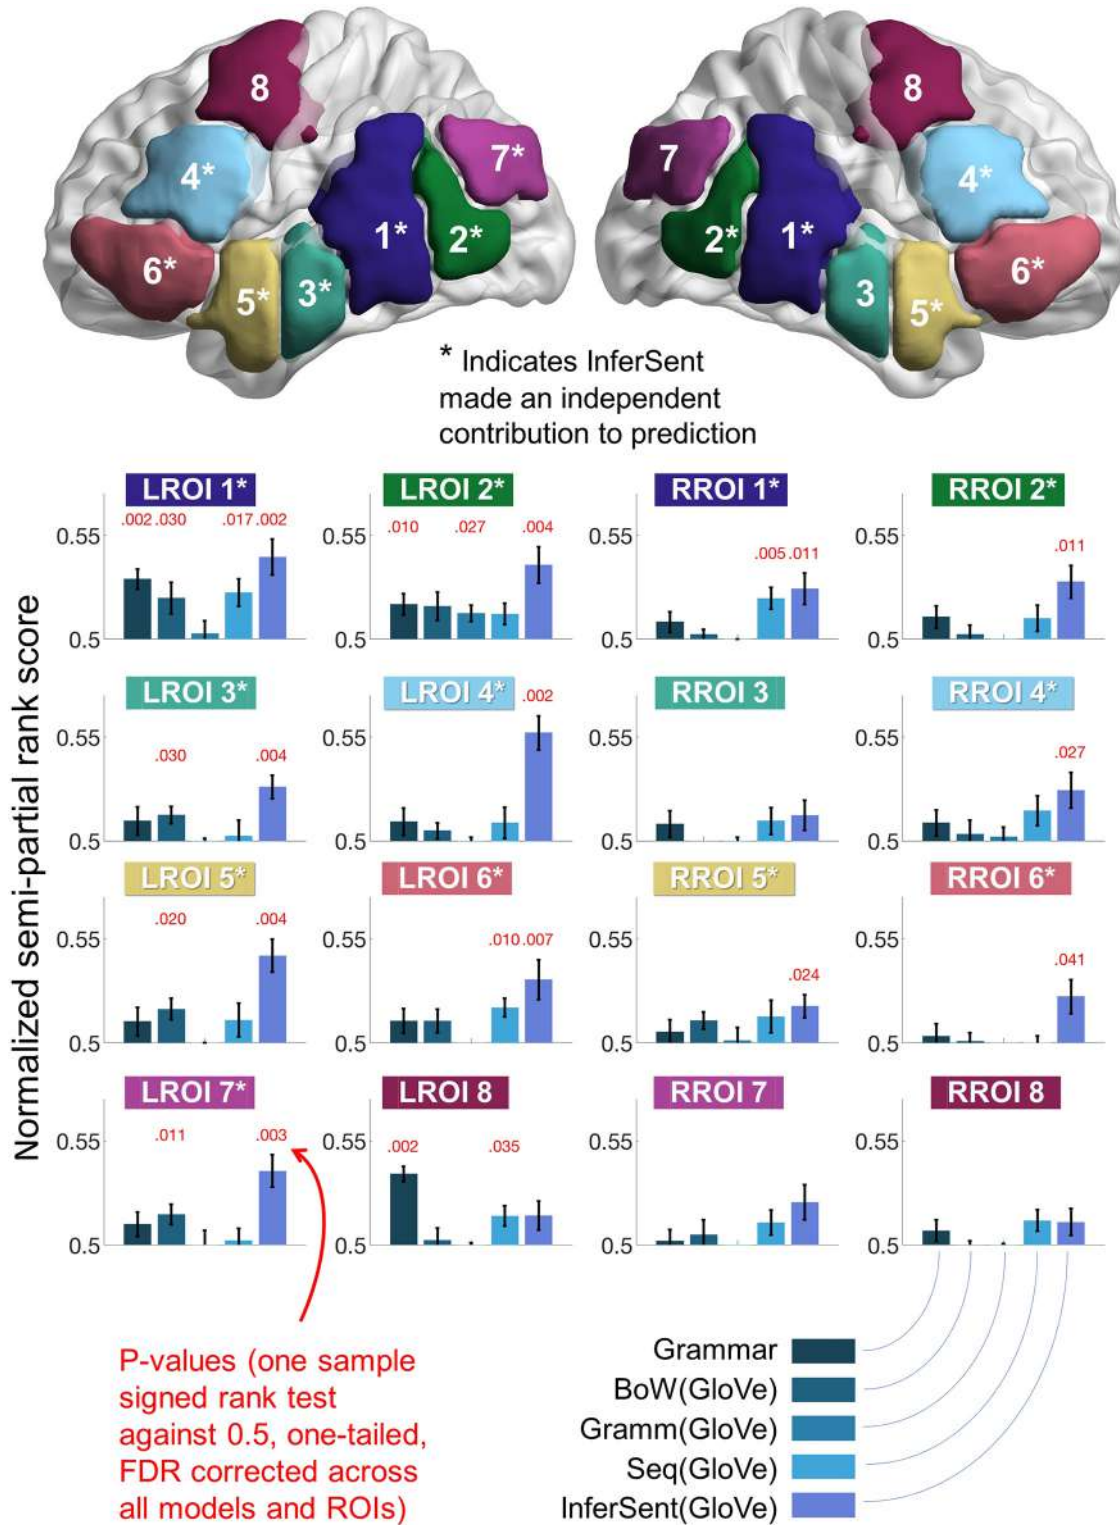 8
8
4*
7*
7
4*
1*
2*
2*
1*
6*
5*
3*
3
5*
6*
* Indicates InferSent
made an independent
contribution to prediction
Normalized semi-partial rank score
LROI 1* LROI 2* RROI 1* RROI 2*
.002 .030 .017 .002 .010 .027 .004 .005 .011 .011
0.55 0.55 0.55 0.55
0.5 0.5 0.5 0.5
LROI 3* LROI 4* RROI 3 RROI 4*
.030 .004 .002 .027
0.55 0.55 0.55 0.55
0.5 0.5 0.5 0.5
LROI 5* LROI 6* RROI 5* RROI 6*
.020 .004 .010 .007 .024 .041
0.55 0.55 0.55 0.55
0.5 0.5 0.5 0.5
LROI 7* LROI 8 RROI 7 RROI 8
.011 .003 .002 .035
0.55 0.55 0.55 0.55
0.5 0.5 0.5 0.5
P-values (one sample
signed rank test
against 0.5, one-tailed,
FDR corrected across
all models and ROIs)
Grammar
BoW(GloVe)
Gramm(GloVe)
Seq(GloVe)
InferSent(GloVe)